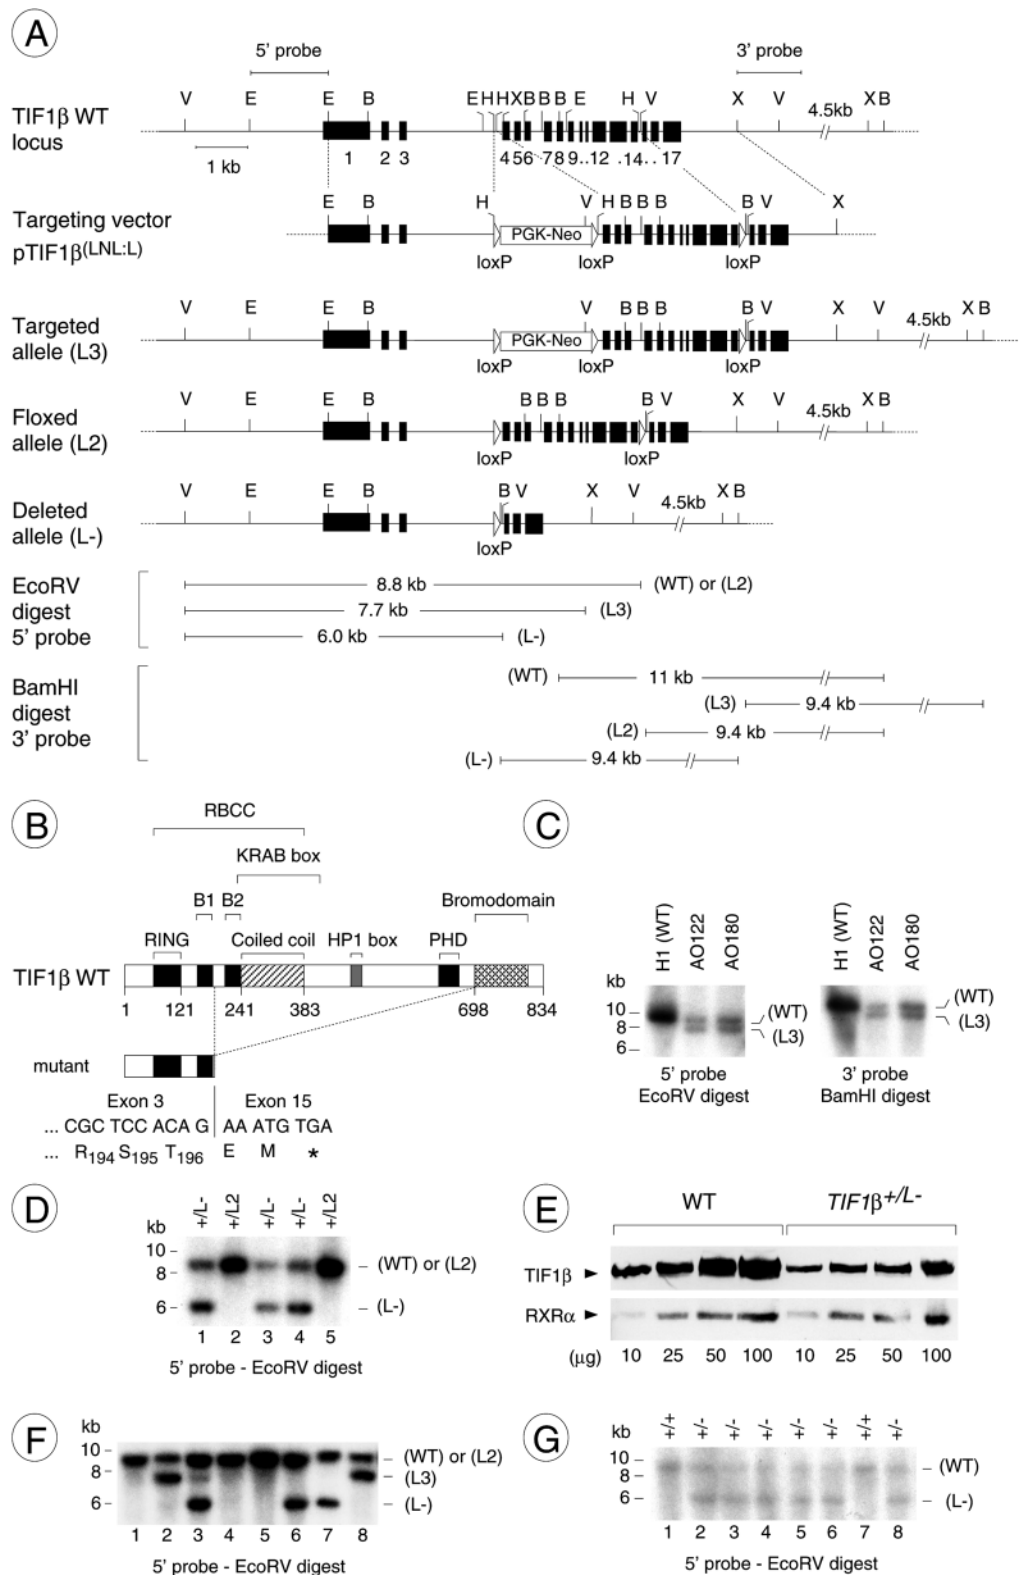 A
5' probe
3' probe
V E E B E H H X B B B E H V X V 4.5kb X B
TIF1β WT
locus
1 2 3 4 5 6 7 8 9..12 .14.. 17
1 kb
E B H V H B B B B V X
Targeting vector
pTIF1β(LNL:L)
PGK-Neo
loxP loxP loxP
V E E B V B B B B V X V 4.5kb X B
Targeted
allele (L3)
PGK-Neo
loxP loxP loxP
V E E B B B B B V X V 4.5kb X B
Floxed
allele (L2)
loxP loxP
V E E B B V X V 4.5kb X B
Deleted
allele (L-)
loxP
EcoRV
digest
5' probe
8.8 kb (WT) or (L2)
7.7 kb (L3)
6.0 kb (L-)
BamHI
digest
3' probe
(WT) 11 kb
(L3) 9.4 kb
(L2) 9.4 kb
(L-) 9.4 kb
B
RBCC
KRAB box
B1 B2 Bromodomain
RING Coiled coil HP1 box PHD
TIF1β WT
1 121 241 383 698 834
mutant
Exon 3 Exon 15
... CGC TCC ACA G AA ATG TGA
... R194 S195 T196 E M *
C
H1 (WT) AO122 AO180
kb
10
8
6
(WT)
(L3)
5' probe
EcoRV digest
H1 (WT) AO122 AO180
(WT)
(L3)
3' probe
BamHI digest
D
+/L- +/L2 +/L- +/L- +/L2
kb
10
8
6
(WT) or (L2)
(L-)
1 2 3 4 5
5' probe - EcoRV digest
E
WT TIF1β+/L-
TIF1β
RXRα
(μg) 10 25 50 100 10 25 50 100
F
kb
10
8
6
(WT) or (L2)
(L3)
(L-)
1 2 3 4 5 6 7 8
5' probe - EcoRV digest
G
+/+ +/- +/- +/- +/- +/- +/+ +/-
kb
10
8
6
(WT)
(L-)
1 2 3 4 5 6 7 8
5' probe - EcoRV digest